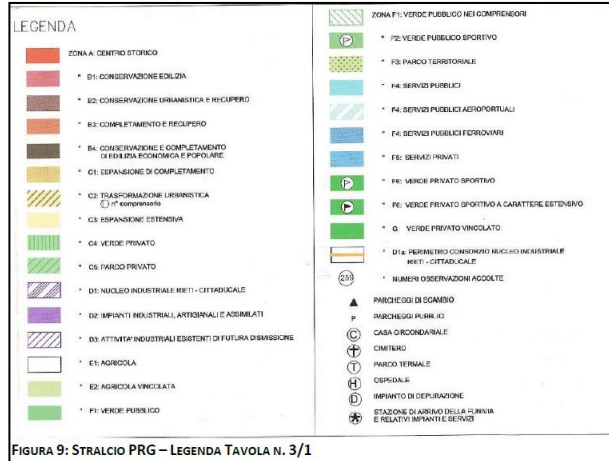 LEGENDA
ZONA A: CENTRO STORICO
" B1: CONSERVAZIONE EDILIZIA
" B2: CONSERVAZIONE URBANISTICA E RECUPERO
" B3: COMPLETAMENTO E RECUPERO
" B4: CONSERVAZIONE E COMPLETAMENTO
DI EDILIZIA ECONOMICA E POPOLARE
" C1: ESPANSIONE DI COMPLETAMENTO
" C2: TRASFORMAZIONE URBANISTICA
n° comprensorio
" C3: ESPANSIONE ESTENSIVA
" C4: VERDE PRIVATO
" C5: PARCO PRIVATO
" D1: NUCLEO INDUSTRIALE RIETI - CITTADUCALE
" D2: IMPIANTI INDUSTRIALI, ARTIGIANALI E ASSIMILATI
" D3: ATTIVITA' INDUSTRIALI ESISTENTI DI FUTURA DISMISSIONE
" E1: AGRICOLA
" E2: AGRICOLA VINCOLATA
" F1: VERDE PUBBLICO
ZONA F1: VERDE PUBBLICO NEI COMPRENSORI
" F2: VERDE PUBBLICO SPORTIVO
" F3: PARCO TERRITORIALE
" F4: SERVIZI PUBBLICI
" F4: SERVIZI PUBBLICI AEROPORTUALI
" F4: SERVIZI PUBBLICI FERROVIARI
" F5: SERVIZI PRIVATI
" F6: VERDE PRIVATO SPORTIVO
" F6: VERDE PRIVATO SPORTIVO A CARATTERE ESTENSIVO
" G VERDE PRIVATO VINCOLATO
" D1a: PERIMETRO CONSORZIO NUCLEO INDUSTRIALE
RIETI - CITTADUCALE
259 " NUMERI OSSERVAZIONI ACCOLTE
PARCHEGGI DI SCAMBIO
P PARCHEGGI PUBBLICI
C CASA CIRCONDARIALE
CIMITERO
T PARCO TERMALE
H OSPEDALE
D IMPIANTO DI DEPURAZIONE
STAZIONE DI ARRIVO DELLA FUNIVIA
E RELATIVI IMPIANTI E SERVIZI
FIGURA 9: STRALCIO PRG – LEGENDA TAVOLA N. 3/1